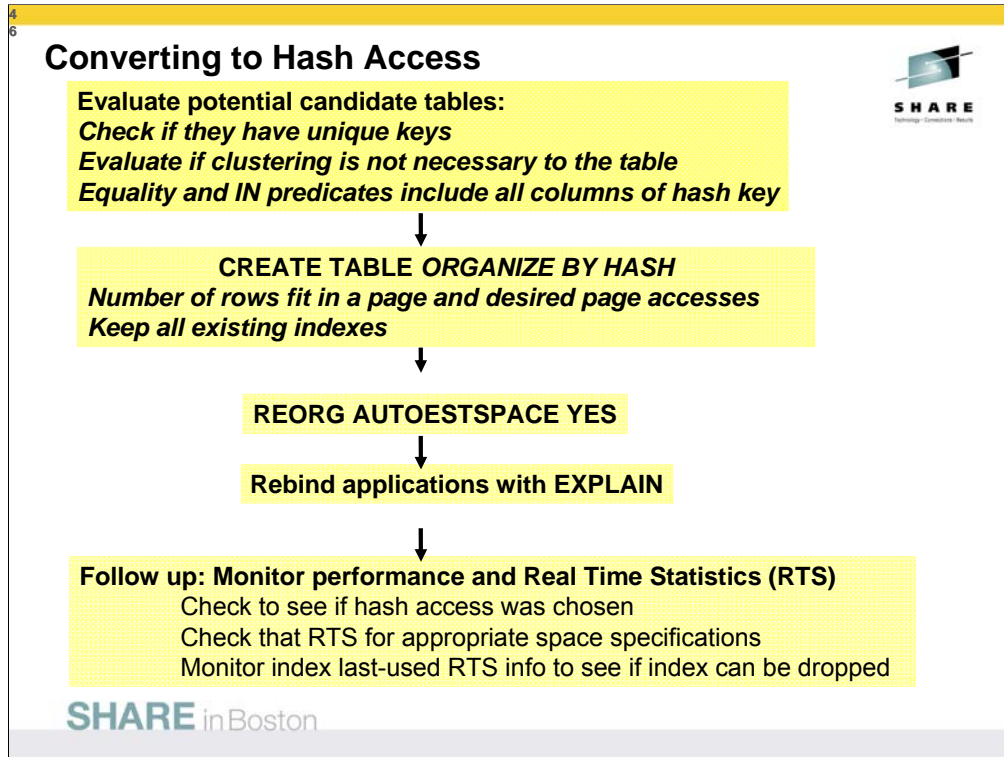 4
6
Converting to Hash Access
SHARE
Technology · Connections · Results
Evaluate potential candidate tables:
Check if they have unique keys
Evaluate if clustering is not necessary to the table
Equality and IN predicates include all columns of hash key
CREATE TABLE ORGANIZE BY HASH
Number of rows fit in a page and desired page accesses
Keep all existing indexes
REORG AUTOESTSPACE YES
Rebind applications with EXPLAIN
Follow up: Monitor performance and Real Time Statistics (RTS)
Check to see if hash access was chosen
Check that RTS for appropriate space specifications
Monitor index last-used RTS info to see if index can be dropped
SHARE in Boston